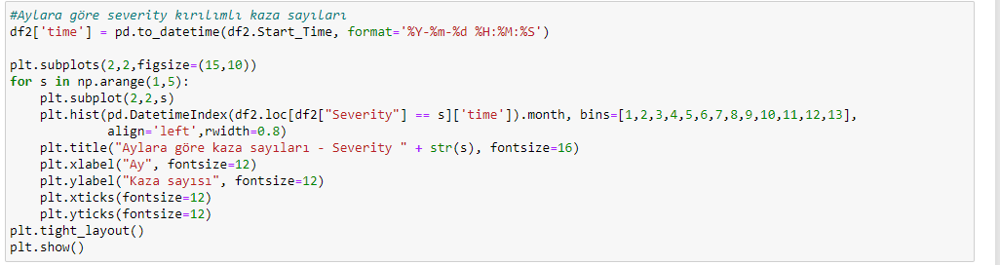 #Aylara göre severity kırılımlı kaza sayıları
df2['time'] = pd.to_datetime(df2.Start_Time, format='%Y-%m-%d %H:%M:%S')
plt.subplots(2,2,figsize=(15,10))
for s in np.arange(1,5):
    plt.subplot(2,2,s)
    plt.hist(pd.DatetimeIndex(df2.loc[df2["Severity"] == s]['time']).month, bins=[1,2,3,4,5,6,7,8,9,10,11,12,13],
             align='left',rwidth=0.8)
    plt.title("Aylara göre kaza sayıları - Severity " + str(s), fontsize=16)
    plt.xlabel("Ay", fontsize=12)
    plt.ylabel("Kaza sayısı", fontsize=12)
    plt.xticks(fontsize=12)
    plt.yticks(fontsize=12)
plt.tight_layout()
plt.show()